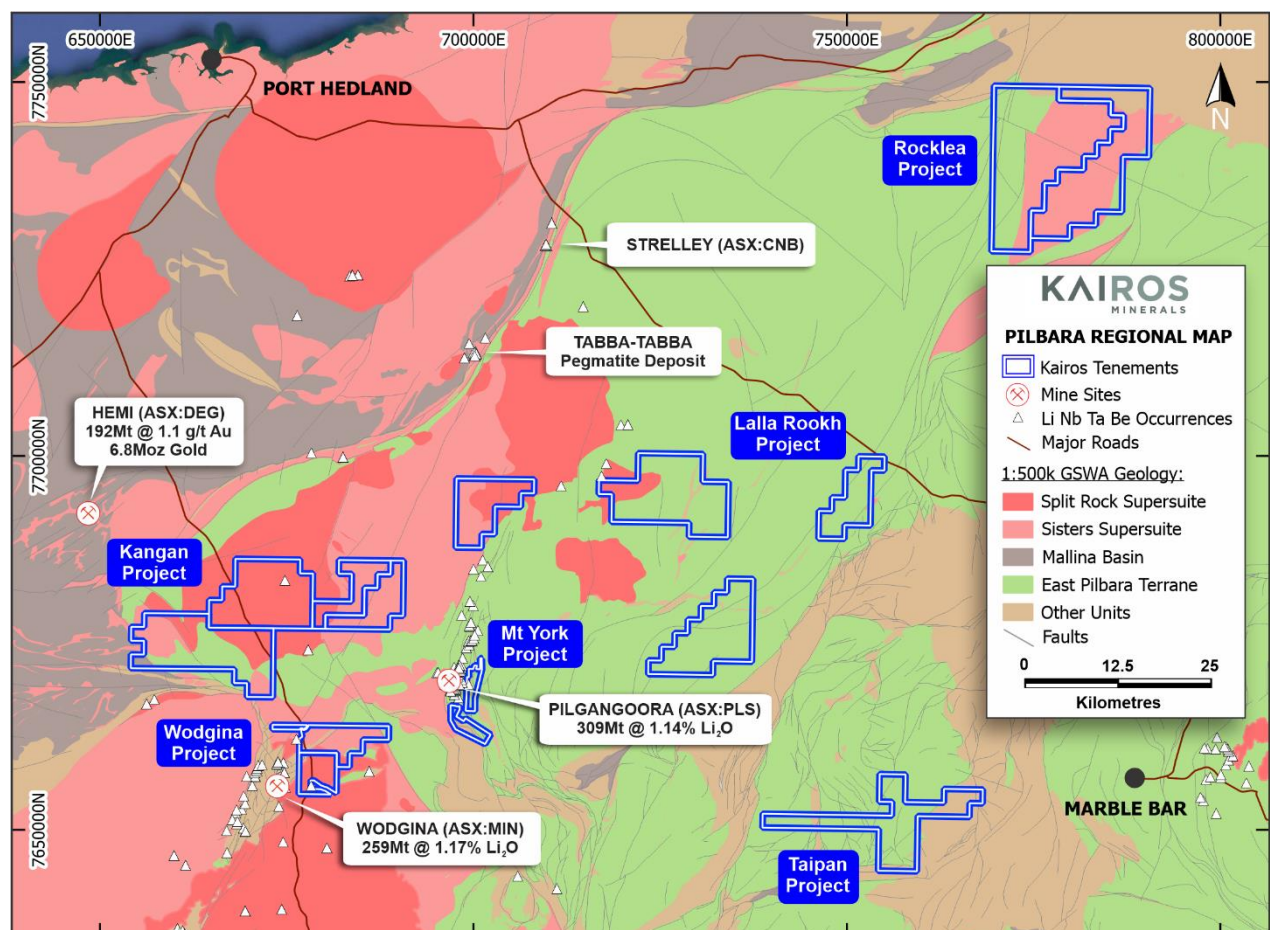 650000E
700000E
750000E
800000E
7750000N
7700000N
7650000N
PORT HEDLAND
N
Rocklea
Project
STRELLEY (ASX:CNB)
TABBA-TABBA
Pegmatite Deposit
HEMI (ASX:DEG)
192Mt @ 1.1 g/t Au
6.8Moz Gold
Lalla Rookh
Project
Kangan
Project
Mt York
Project
PILGANGOORA (ASX:PLS)
309Mt @ 1.14% Li₂O
Wodgina
Project
WODGINA (ASX:MIN)
259Mt @ 1.17% Li₂O
Taipan
Project
MARBLE BAR
KAIROS
MINERALS
PILBARA REGIONAL MAP
Kairos Tenements
Mine Sites
Li Nb Ta Be Occurrences
Major Roads
1:500k GSWA Geology:
Split Rock Supersuite
Sisters Supersuite
Mallina Basin
East Pilbara Terrane
Other Units
Faults
0 12.5 25
Kilometres